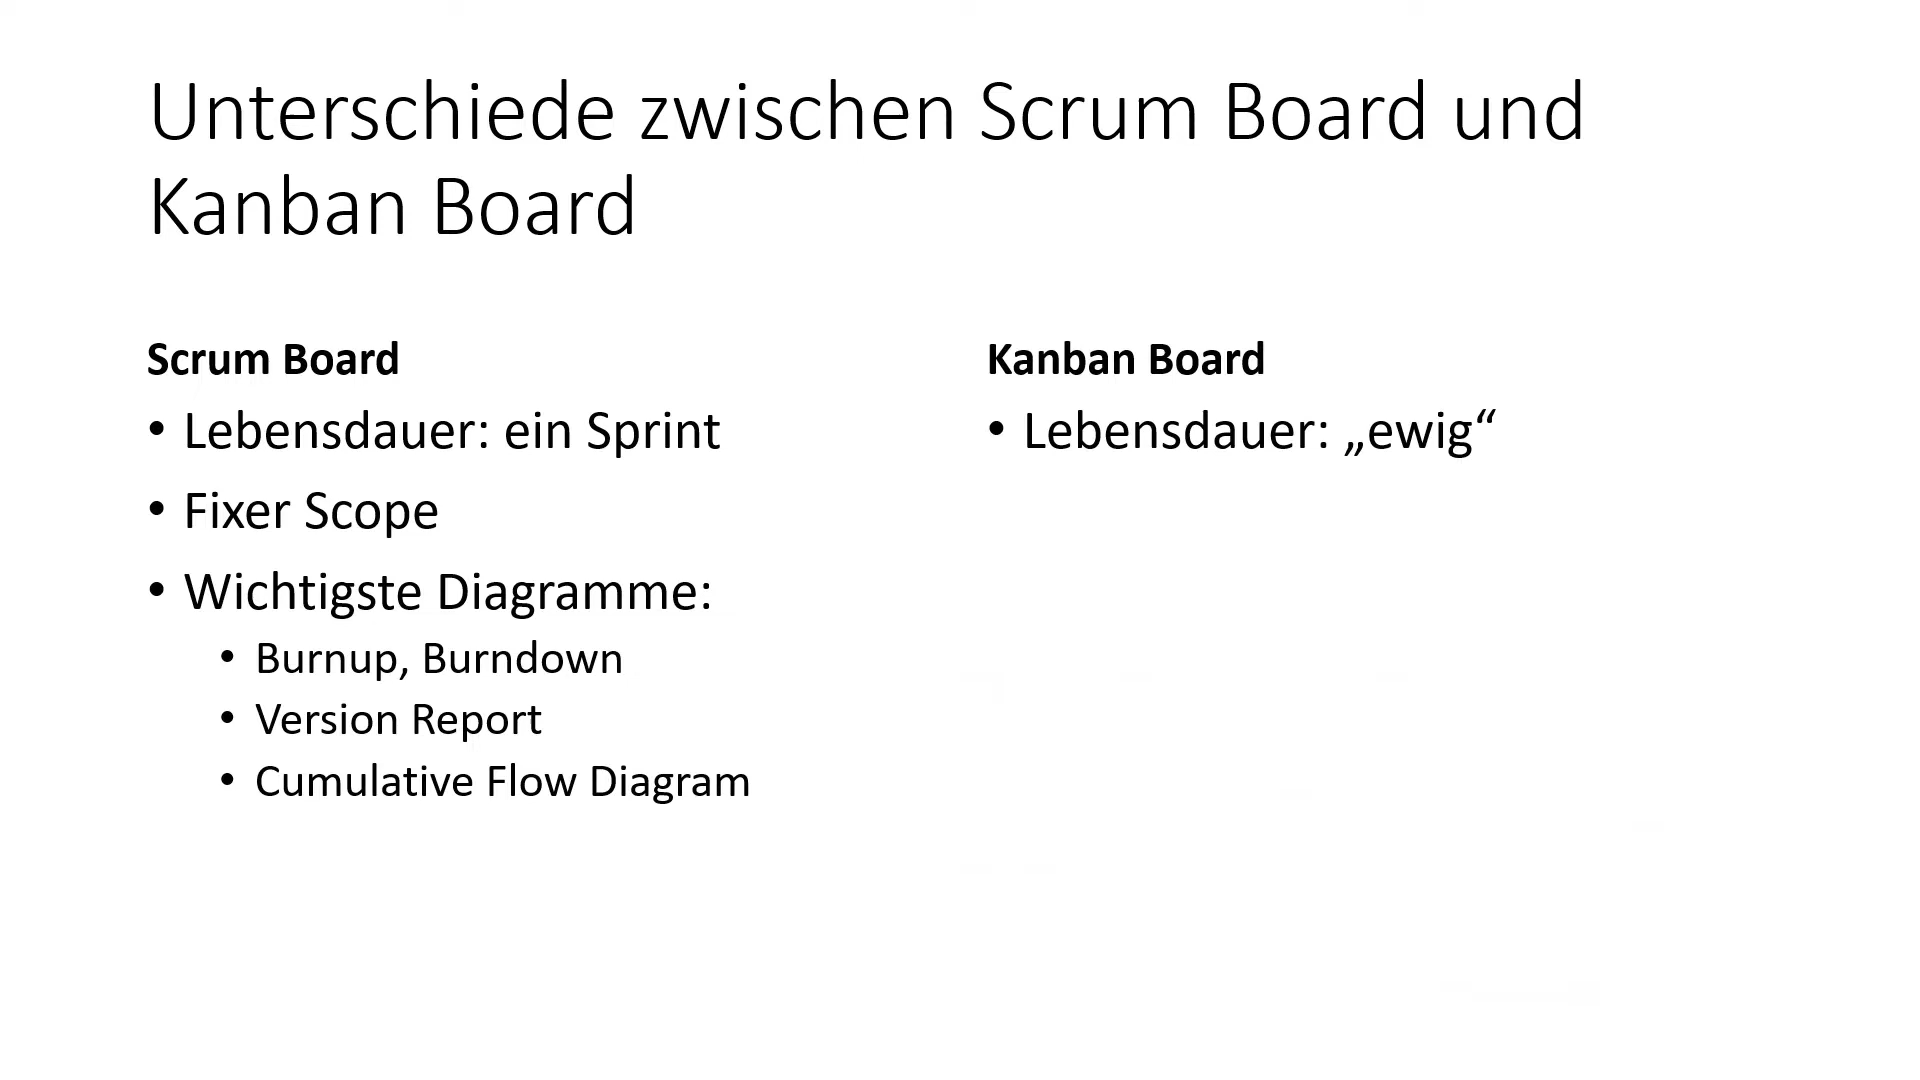 Unterschiede zwischen Scrum Board und
Kanban Board
Scrum Board
• Lebensdauer: ein Sprint
• Fixer Scope
• Wichtigste Diagramme:
• Burnup, Burndown
• Version Report
• Cumulative Flow Diagram
Kanban Board
• Lebensdauer: „ewig“